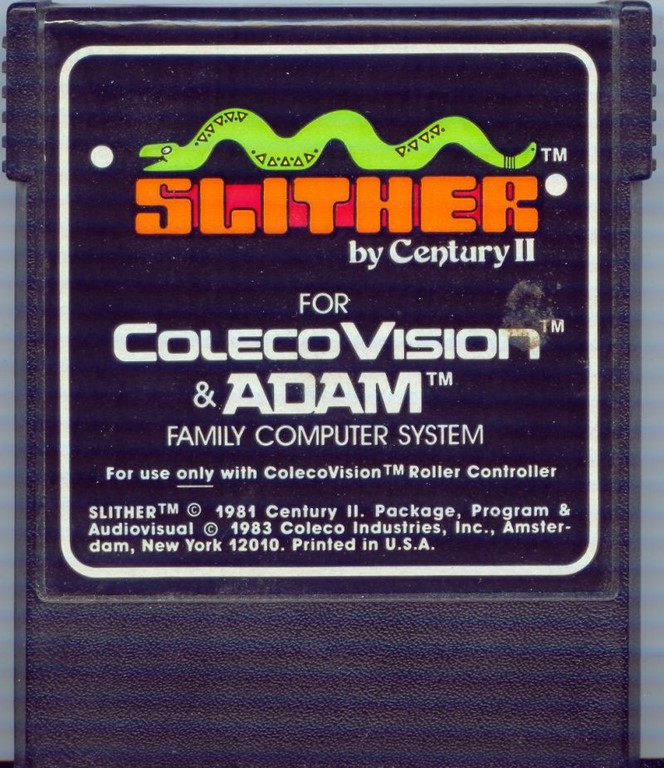 SLITHER™
by Century II
FOR
COLECOVISION™
& ADAM™
FAMILY COMPUTER SYSTEM
For use only with ColecoVision™ Roller Controller
SLITHER™ © 1981 Century II. Package, Program &
Audiovisual © 1983 Coleco Industries, Inc., Amster-
dam, New York 12010. Printed in U.S.A.